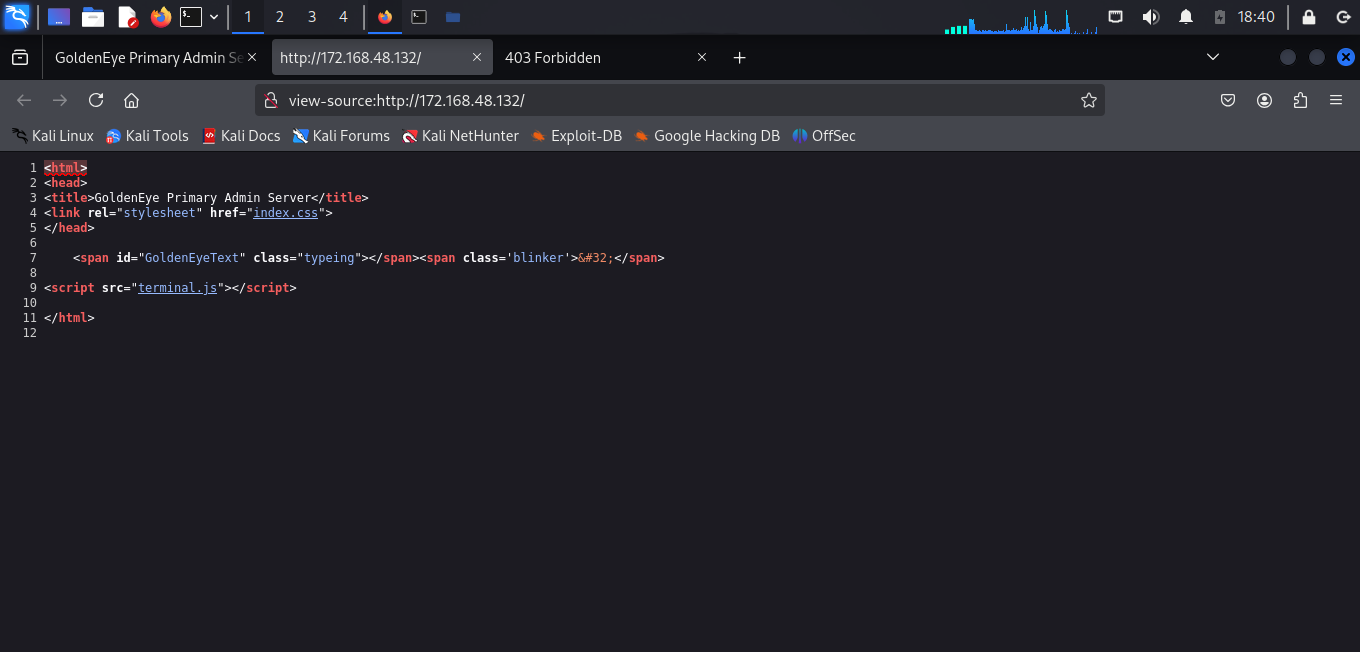 1 2 3 4 18:40
GoldenEye Primary Admin Se http://172.168.48.132/ 403 Forbidden
view-source:http://172.168.48.132/
Kali Linux Kali Tools Kali Docs Kali Forums Kali NetHunter Exploit-DB Google Hacking DB OffSec
1 <html>
2 <head>
3 <title>GoldenEye Primary Admin Server</title>
4 <link rel="stylesheet" href="index.css">
5 </head>
6
7 <span id="GoldenEyeText" class="typeing"></span><span class='blinker'>&#32;</span>
8
9 <script src="terminal.js"></script>
10
11 </html>
12